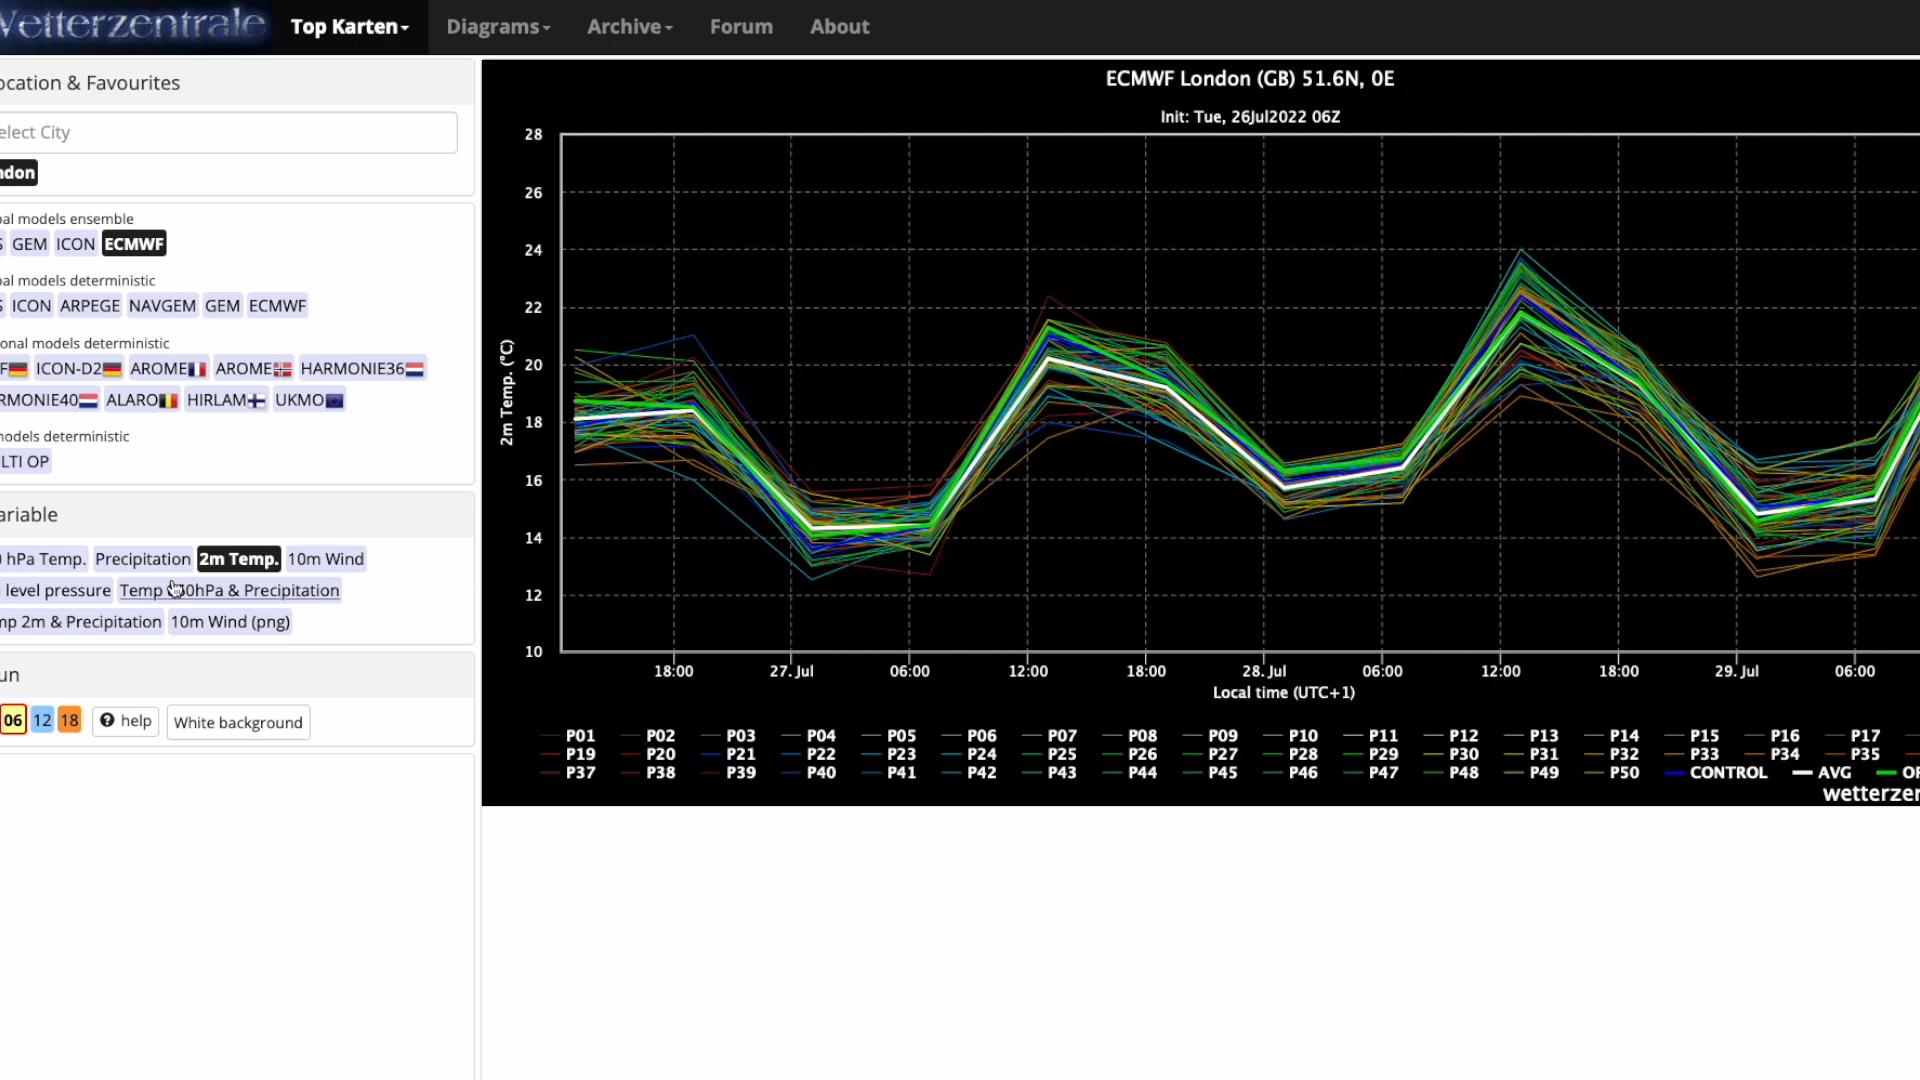 Wetterzentrale Top Karten Diagrams Archive Forum About
ocation & Favourites
elect City
ndon
al models ensemble
S GEM ICON ECMWF
al models deterministic
S ICON ARPEGE NAVGEM GEM ECMWF
onal models deterministic
F ICON-D2 AROME AROME HARMONIE36
RMONIE40 ALARO HIRLAM UKMO
models deterministic
LTI OP
ariable
hPa Temp. Precipitation 2m Temp. 10m Wind
level pressure Temp 50hPa & Precipitation
mp 2m & Precipitation 10m Wind (png)
un
06 12 18 help White background
ECMWF London (GB) 51.6N, 0E
Init: Tue, 26Jul2022 06Z
28
26
24
22
20
18
16
14
12
10
2m Temp. (°C)
18:00 27. Jul 06:00 12:00 18:00 28. Jul 06:00 12:00 18:00 29. Jul 06:00
Local time (UTC+1)
P01 P02 P03 P04 P05 P06 P07 P08 P09 P10 P11 P12 P13 P14 P15 P16 P17
P19 P20 P21 P22 P23 P24 P25 P26 P27 P28 P29 P30 P31 P32 P33 P34 P35
P37 P38 P39 P40 P41 P42 P43 P44 P45 P46 P47 P48 P49 P50 CONTROL AVG OP
wetterzen